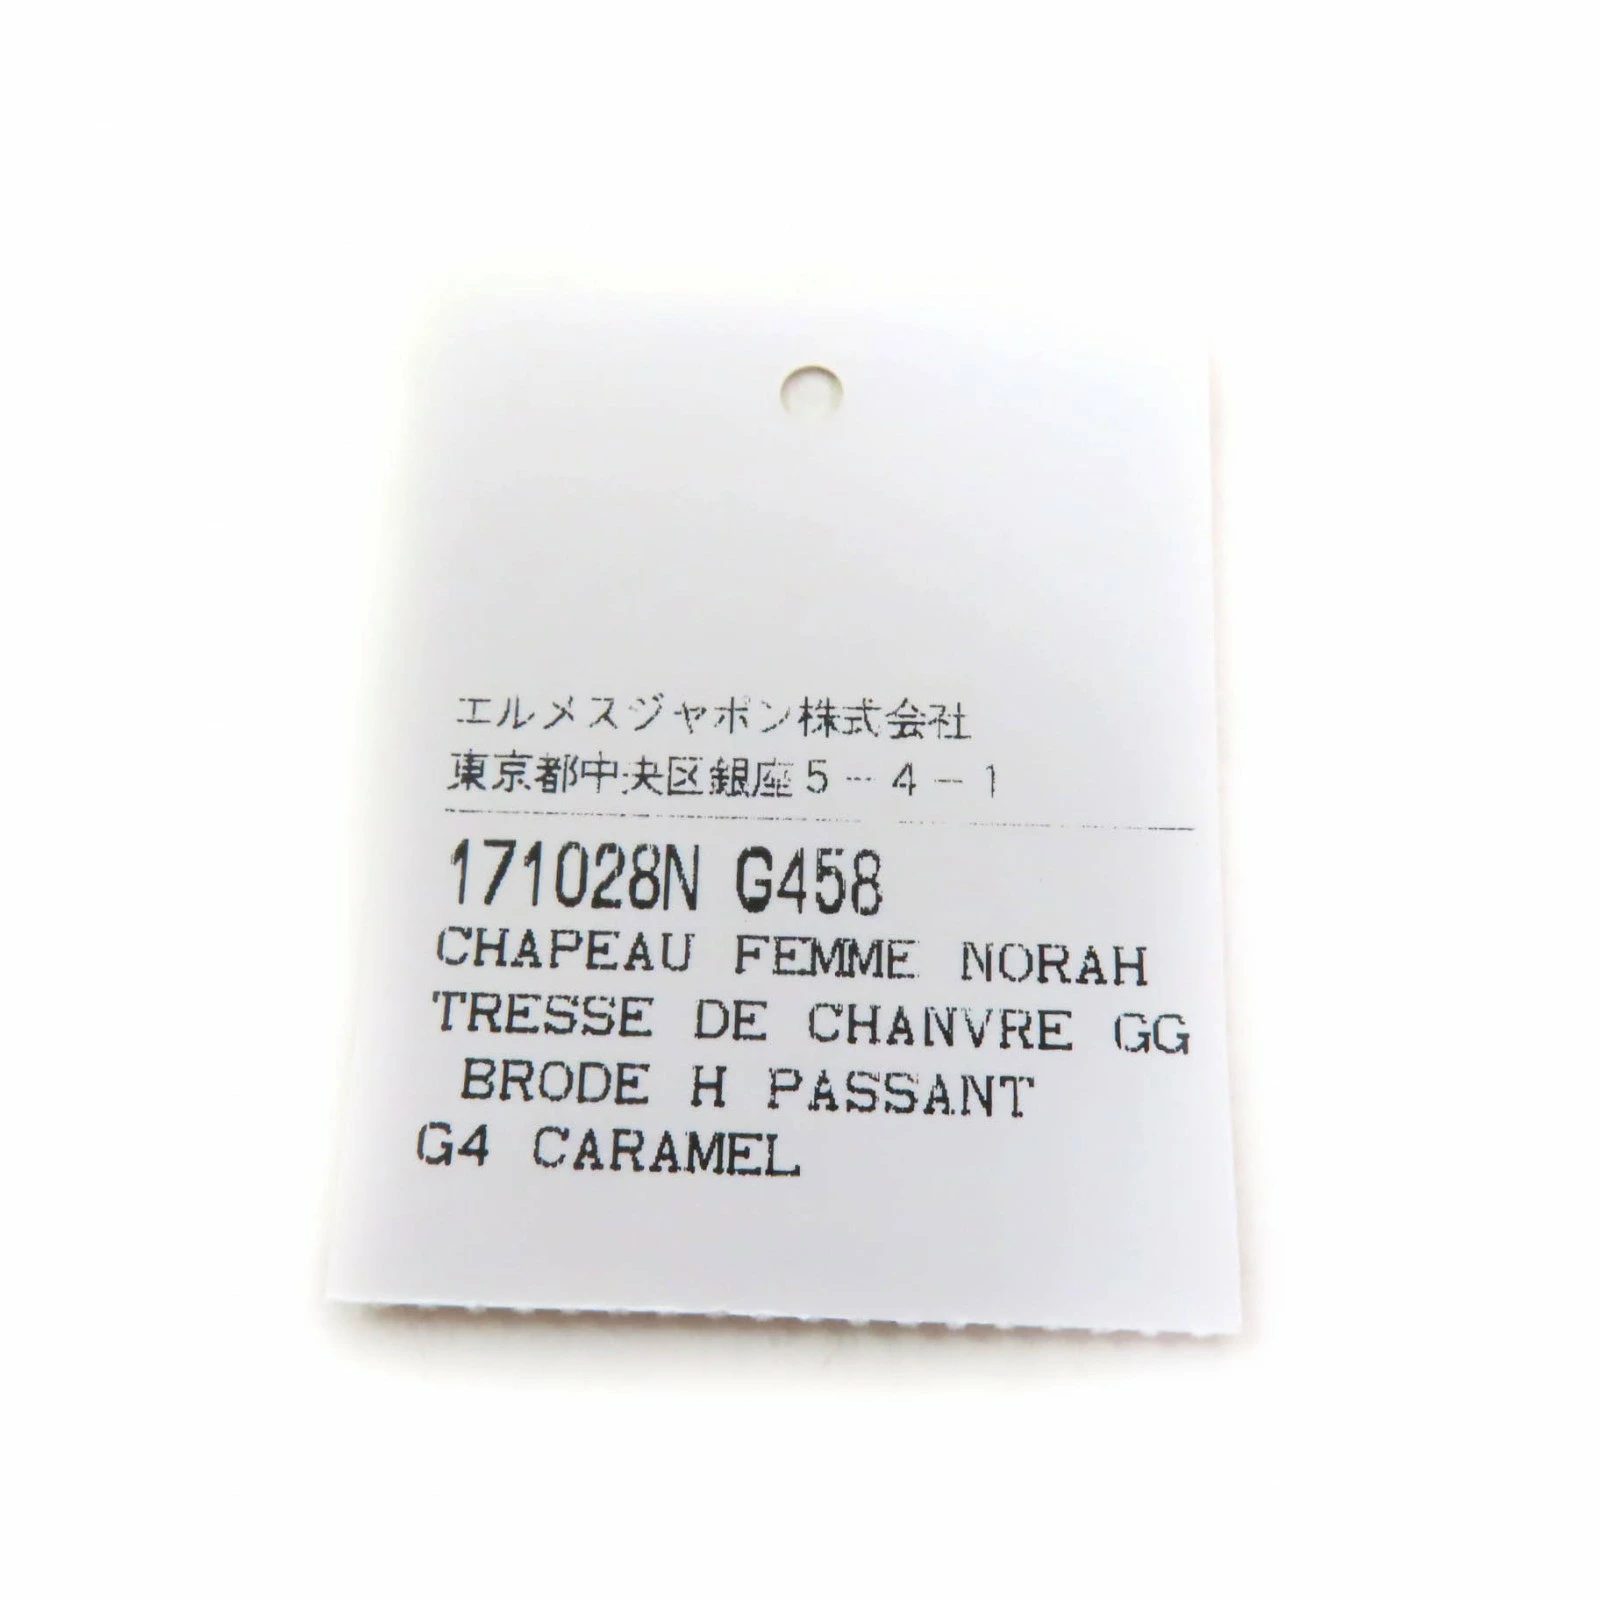 エルメスジャポン株式会社
東京都中央区銀座5-4-1
171028N G458
CHAPEAU FEMME NORAH
TRESSE DE CHANVRE GG
BRODE H PASSANT
G4 CARAMEL